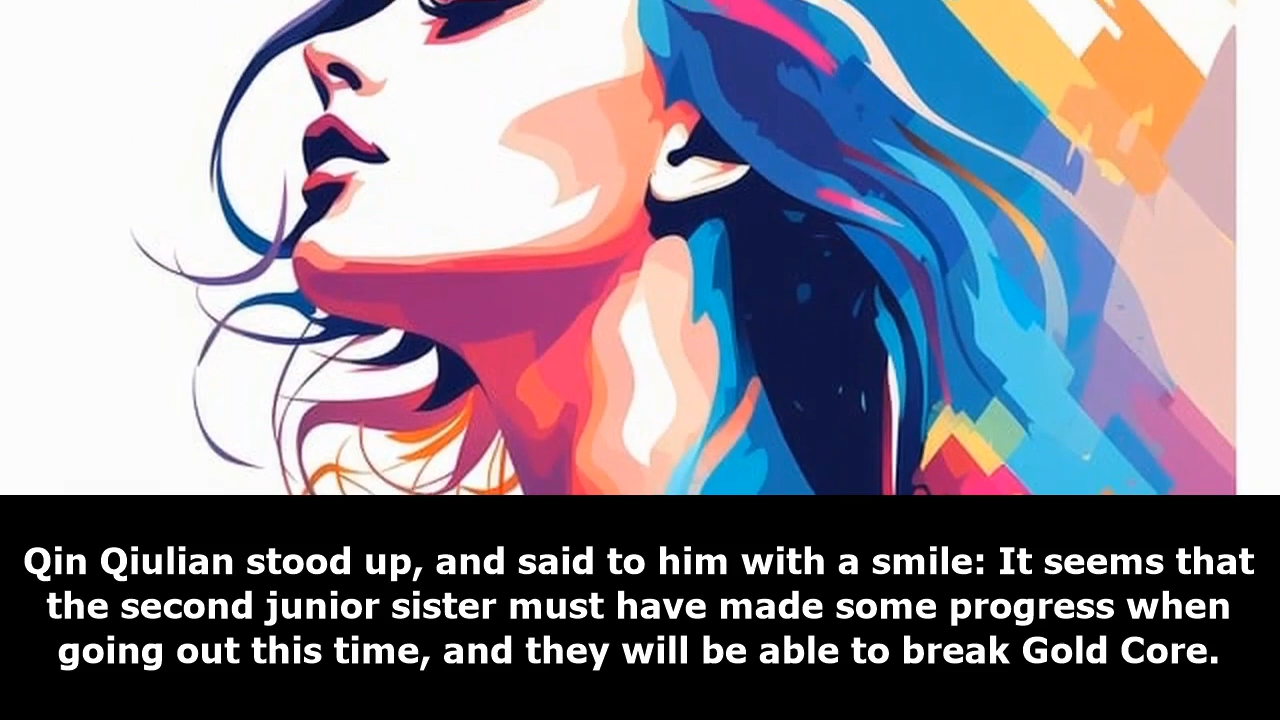 Qin Qiulian stood up, and said to him with a smile: It seems that
the second junior sister must have made some progress when
going out this time, and they will be able to break Gold Core.